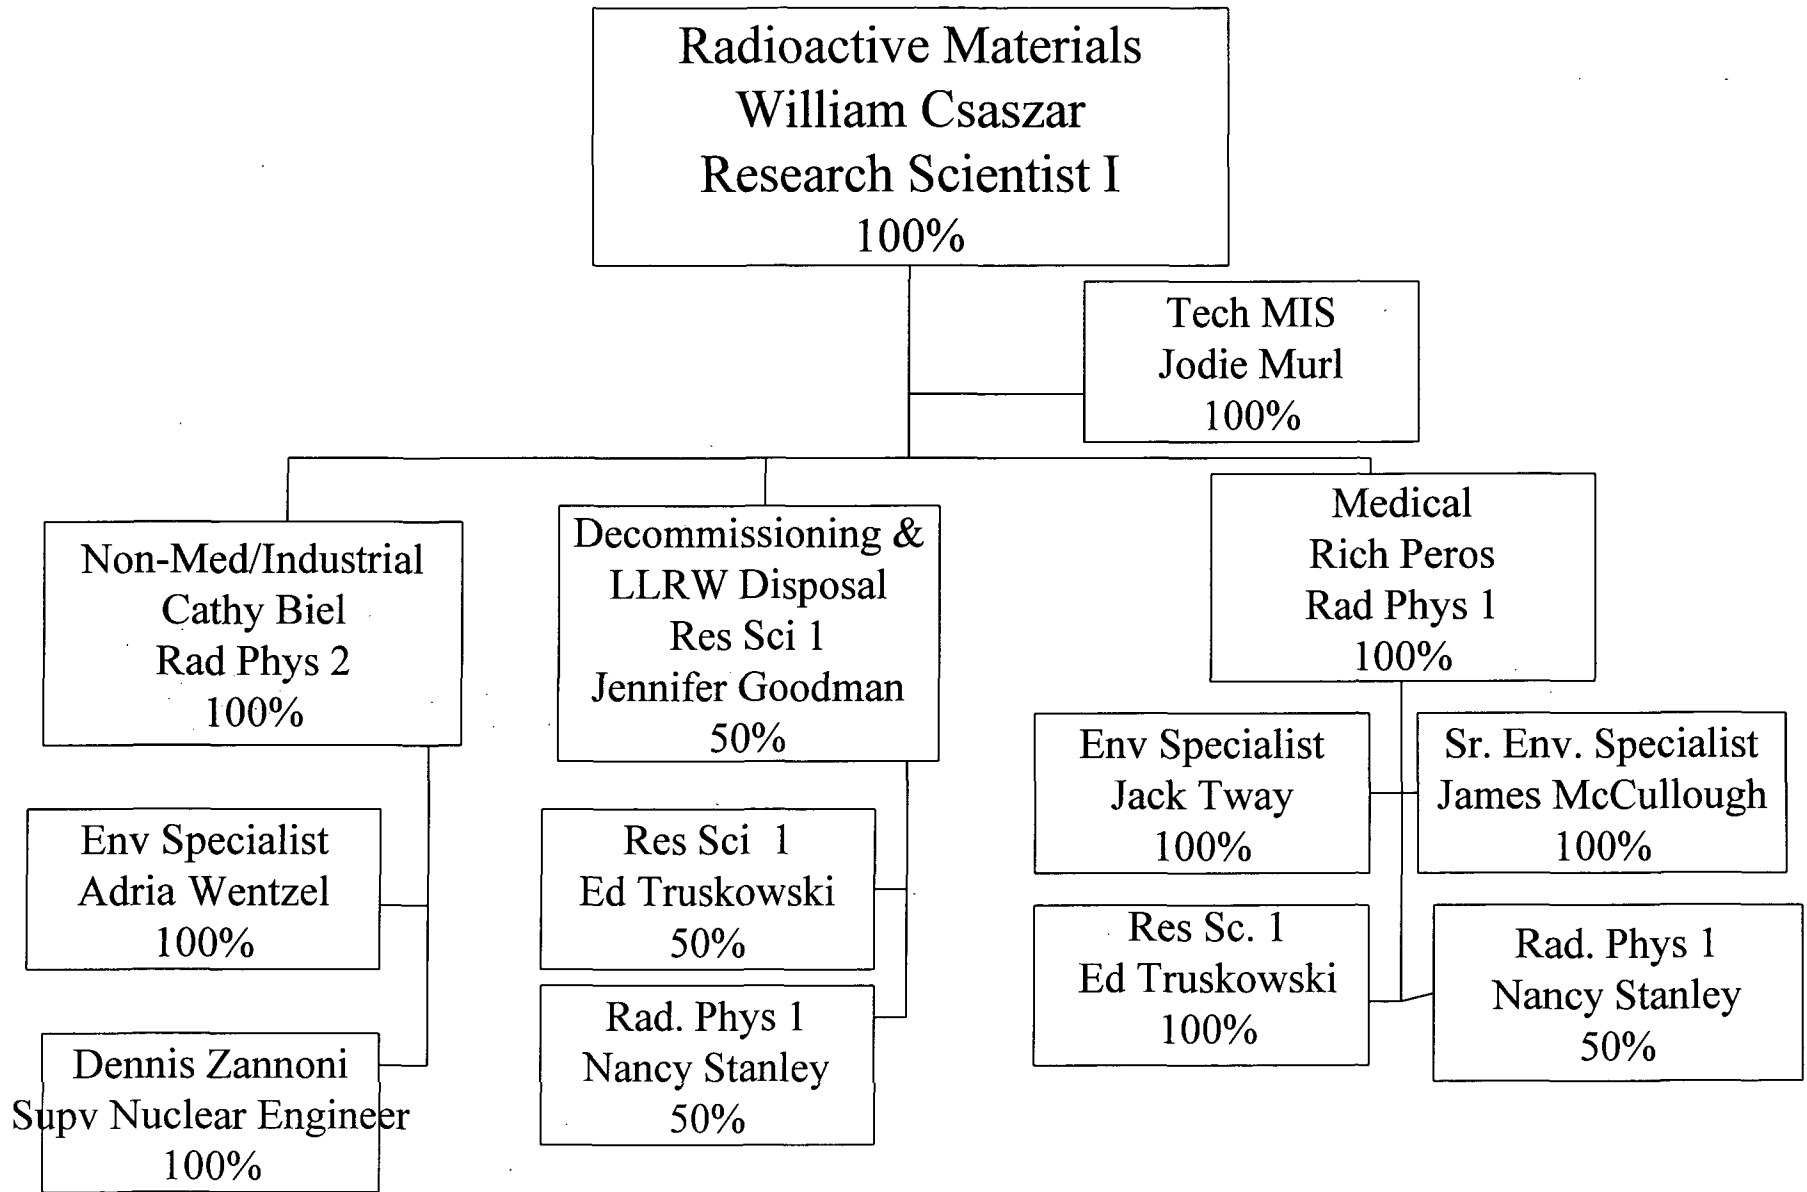 Radioactive Materials
William Csaszar
Research Scientist I
100%
Tech MIS
Jodie Murl
100%
Non-Med/Industrial
Cathy Biel
Rad Phys 2
100%
Decommissioning &
LLRW Disposal
Res Sci 1
Jennifer Goodman
50%
Medical
Rich Peros
Rad Phys 1
100%
Env Specialist
Adria Wentzel
100%
Dennis Zannoni
Supv Nuclear Engineer
100%
Res Sci 1
Ed Truskowski
50%
Rad. Phys 1
Nancy Stanley
50%
Env Specialist
Jack Tway
100%
Sr. Env. Specialist
James McCullough
100%
Res Sc. 1
Ed Truskowski
100%
Rad. Phys 1
Nancy Stanley
50%